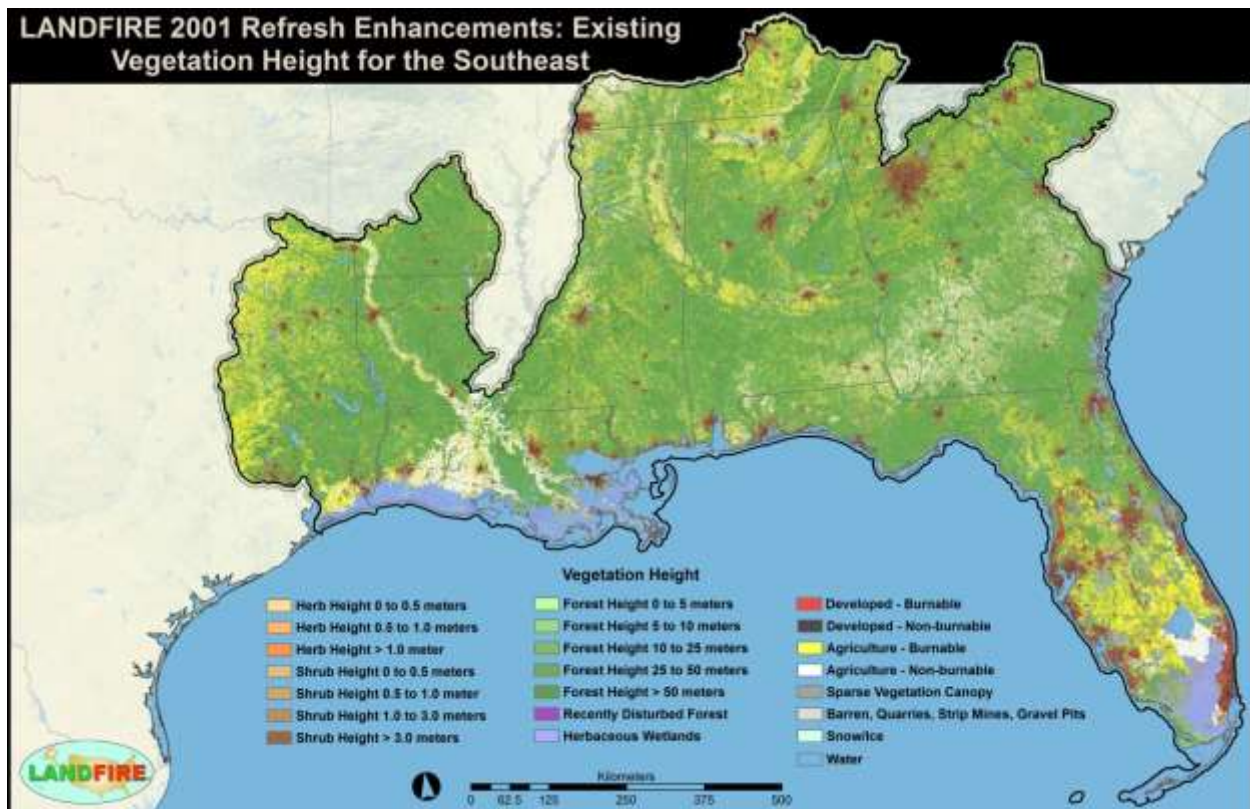 LANDFIRE 2001 Refresh Enhancements: Existing
Vegetation Height for the Southeast
Vegetation Height
Herb Height 0 to 0.5 meters
Herb Height 0.5 to 1.0 meters
Herb Height > 1.0 meter
Shrub Height 0 to 0.5 meters
Shrub Height 0.5 to 1.0 meter
Shrub Height 1.0 to 3.0 meters
Shrub Height > 3.0 meters
Forest Height 0 to 5 meters
Forest Height 5 to 10 meters
Forest Height 10 to 25 meters
Forest Height 25 to 50 meters
Forest Height > 50 meters
Recently Disturbed Forest
Herbaceous Wetlands
Developed - Burnable
Developed - Non-burnable
Agriculture - Burnable
Agriculture - Non-burnable
Sparse Vegetation Canopy
Barren, Quarries, Strip Mines, Gravel Pits
Snow/Ice
Water
LANDFIRE
Kilometers
0 62.5 125 250 375 500